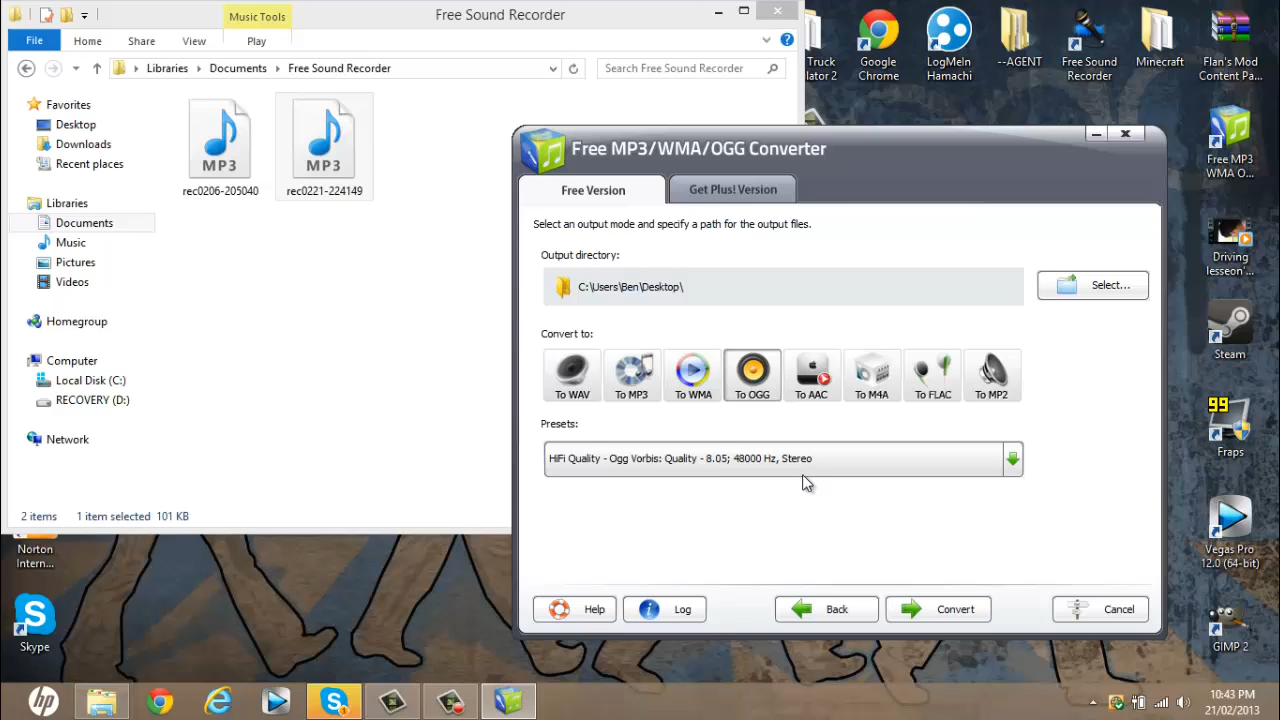 Music Tools
Free Sound Recorder
File
Home
Share
View
Play
Libraries
Documents
Free Sound Recorder
Search Free Sound Recorder
Favorites
Desktop
Downloads
Recent places
Libraries
Documents
Music
Pictures
Videos
Homegroup
Computer
Local Disk (C:)
RECOVERY (D:)
Network
MP3
rec0206-205040
MP3
rec0221-224149
2 items
1 item selected 101 KB
Truck
lator 2
Google
Chrome
LogMeIn
Hamachi
--AGENT
Free Sound
Recorder
Minecraft
Flan's Mod
Content Pa...
Free MP3/WMA/OGG Converter
Free Version
Get Plus! Version
Select an output mode and specify a path for the output files.
Output directory:
C:\Users\Ben\Desktop\
Select...
Convert to:
To WAV
To MP3
To WMA
To OGG
To AAC
To M4A
To FLAC
To MP2
Presets:
HiFi Quality - Ogg Vorbis: Quality - 8.05; 48000 Hz, Stereo
Help
Log
Back
Convert
Cancel
Free MP3
WMA O...
Driving
lesseon'...
Steam
99
Fraps
Vegas Pro
12.0 (64-bit)
GIMP 2
Norton
Intern...
Skype
hp
10:43 PM
21/02/2013